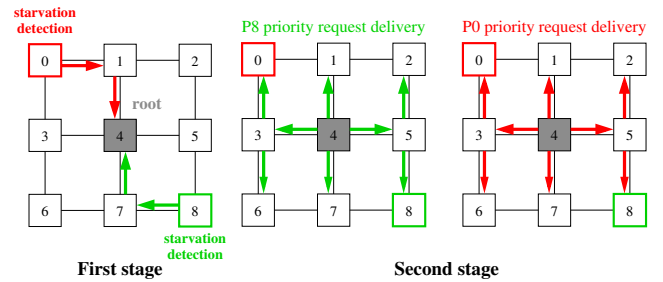 starvation
detection
P8 priority request delivery
P0 priority request delivery
0 1 2
0 1 2
0 1 2
root
3 4 5
3 4 5
3 4 5
6 7 8
6 7 8
6 7 8
starvation
detection
First stage
Second stage